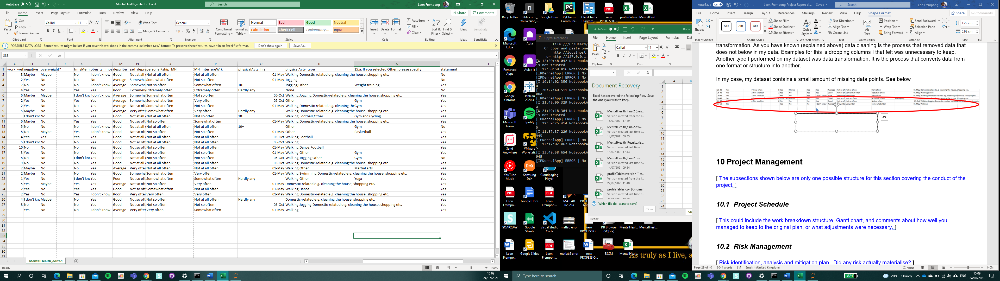 AutoSave Off MentalHealth_edited - Excel Search Leon Frempong
File Home Insert Page Layout Formulas Data Review View Help Share Comments
Cut Calibri 11 Wrap Text General Normal Bad Good Neutral AutoSum
Copy Format Painter Merge & Center Calculation Check Cell Explanatory ... Input Fill Clear
Paste Conditional Formatting Format as Table Insert Delete Format Sort & Filter Find & Select Ideas Sensitivity
Clipboard Font Alignment Number Styles Cells Editing Ideas Sensitivity
POSSIBLE DATA LOSS Some features might be lost if you save this workbook in the comma-delimited (.csv) format. To preserve these features, save it in an Excel file format. Don't show again Save As...
S33
G H I J K L M N O P Q R S T
1 work_wel negative_ overweight? fmlyMem obesity_impa describe_ sad_depre personalRship_MH MH_interfereWrk physicalAvty_hrs physicalAvty_type 15.a. If you selected Other, please specify: statement
2 8 Maybe Maybe No I don't know Good Not at all Not at all often Not so often 01-May Walking,Domestic-related e.g. cleaning the house, shopping etc. Yes
3 2 Yes No No No Average Somewha Somewhat often Not so often 01-May Jogging No
4 7 No No No I don't know Average Somewha Not so often Somewhat often 10+ Jogging,Other Weight training Yes
5 4 Yes No Yes Yes Poor Extremely Extremely often Extremely often Hardly any None No
6 6 Maybe Maybe I don't knc I don't know Average Somewha Somewhat often Not so often 05-Oct Walking,Jogging,Domestic-related e.g. cleaning the house, shopping etc. Yes
7 2 Yes No Yes Yes Average Somewha Somewhat often Very often 05-Oct Other Gym Yes
8 2 Yes No No Yes Good Not so oft Somewhat often Not so often 01-May Walking,Domestic-related e.g. cleaning the Gym Yes
9 5 Maybe No No Yes Average Very often Somewhat often Very often Hardly any Walking,Domestic-related e.g. cleaning the house, shopping etc. Yes
10 I don't knc No No Yes Good Not at all Not at all often Not so often 10+ Walking,Football,Other Gym and Cycling Yes
11 6 Maybe No Yes Yes Good Not so oft Not so often Somewhat often 01-May Walking,Domestic-related e.g. cleaning the house, shopping etc. Yes
12 5 No No No I don't know Good Not at all Not at all often Not at all often 10+ Other Gym No
13 8 No Maybe Yes I don't know Good Not so oft Not at all often Not at all often 01-May Other Basketball Yes
14 4 Yes Yes Yes Yes Good Not at all Not at all often Not at all often 05-Oct Walking,Football Yes
15 5 I don't knc No No Yes Good Not so oft Not at all often Not so often 05-Oct Walking Yes
16 10 No No No Yes Good Not so oft Not so often Not at all often 01-May Walking,Dance,Football Yes
17 3 Yes No No Yes Good Not so oft Not so often Not so often 01-May Walking,Other Gym Yes
18 8 No No I don't knc Yes Good Not at all Not so often Not so often 05-Oct Walking,Jogging,Other Gym No
19 9 No No No Yes Good Not at all Not so often Not at all often 05-Oct Walking,Domestic-related e.g. cleaning the house, shopping etc. Yes
20 2 Maybe No No Yes Average Very often Not at all often Not at all often 01-May Walking,Other Martial arts Yes
21 2 Maybe No No Yes Good Somewha Somewhat often Very often 01-May Walking,Swimming,Domestic-related e.g. cleaning the house, shopping etc. Yes
22 1 Yes No I don't knc Yes Poor Not so oft Somewhat often Somewhat often Hardly any Walking,Other Yoga Yes
23 5 Yes Maybe Yes Yes Average Not so oft Not so often Very often 01-May Domestic-related e.g. cleaning the house, shopping etc. Yes
24 2 Yes No Yes Yes Good Not so oft Somewhat often Not at all often 01-May Walking,Dance Yes
25 2 Yes No Yes I don't know Poor Very often Very often Very often 01-May Walking,Domestic-related e.g. cleaning the house, shopping etc. Yes
26 4 I don't knc Maybe No Yes Good Not so oft Not so often Not at all often Hardly any Domestic-related e.g. cleaning the house, shopping etc. Yes
27 8 No No No Yes Good Not so oft Not so often Not so often 05-Oct Walking,Jogging,Domestic-related e.g. cleaning the house, shopping etc. Yes
28 Yes No No I don't know Average Very often Very often Somewhat often 01-May Walking Yes
29
30
31
32
33
34
35
36
37
MentalHealth_edited
Ready 100%
15:09
24/07/2021
Recycle Bin Bible.com_YouVersion,... Google Drive PyCharm Communi... ClickCharts Diagram... new PROFESSIO... profileTables MentalHeal...
Microsoft Edge Aula
Removed Apps Aula (1)
Google Chrome Tableau 2020.3
Microsoft Teams Spotify
Send Anywhere VMware Workstati...
YouTube Music Samsung DeX Cloudpaging Player
Leon Frempo... Google Docs Leon Frempo... MATLAB R2021a
SOAP2DAY Google Sheets Visual Studio Code matlab error new PROFESSIO... DB Browser (SQLite) MentalHeal... MentalHeal...
Leon Frempo... Google Slides Leon Frempon... matlab2 error new PROFESSIO... SSCM MentalHeal...
As truly as I live, a
Jupyter Notebook
file:///C:/Users/
Or copy and paste one
http://localhost:
or http://127.0.0.1:
[W 12:30:48.042 NotebookA
is not trusted
[I 12:30:50.816 NotebookA
[IPKernelApp] ERROR | No
[IPKernelApp] ERROR | No
[I 19:14:02.356 NotebookA
a
[I 20:27:40.511 NotebookA
08a
[IPKernelApp] ERROR | No
[I 21:49:06.329 NotebookA
a
[W 21:49:18.304 NotebookA
is not trusted
[I 22:59:25.414 NotebookA
5
[I 11:57:37.229 NotebookA
945
[IPKernelApp] ERROR | No
[I 12:17:02.062 NotebookA
5
[I 13:49:58.654 NotebookA
945
[IPKernelApp] ERROR | No
AutoSave Off Book1
File Home Insert Page Layout Formulas Dat
Paste Calibri 11
Clipboard Font
Document Recovery
Excel has recovered the following files. Save
the ones you wish to keep.
MentalHealth_final2 (vers...
Version created from the l...
15/07/2021 17:49
MentalHealth_final2.csv...
Version created last time t...
14/07/2021 09:55
MentalHealth_Results.xls...
Version created last time t...
15/07/2021 17:44
MentalHealth_final2.csv...
Version created last time t...
14/07/2021 09:54
profileTables (version 1).x...
Version created from the l...
22/07/2021 11:48
profileTables.csv [Original]
Version created last time t...
Which file do I want to save?
Close
Ready
Type here to search
AutoSave On Leon Frempong Project Report di... - Saved Search Leon Frempong
File Home Insert Design Layout References Mailings Review View Help Shape Format Share Comments
Shapes Abc Abc Abc Shape Fill Shape Outline Shape Effects Quick Styles Text Direction Align Text Create Link Alt Text Position Wrap Text Bring Forward Send Backward Selection Pane Align 1.29 cm 5.93 cm
Insert Shapes Shape Styles WordArt Styles Text Accessibility Arrange Size
transformation. As you have known (explained above) data cleaning is the process that removed data that
does not below in my data. Examples for this is dropping columns I that felt was unnecessary to keep.
Another type I performed on my dataset was data transformation. It is the process that converts data from
one format or structure into another.
In my case, my dataset contains a small amount of missing data points. See below
10 Project Management
[ The subsections shown below are only one possible structure for this section covering the conduct of the
project. ]
10.1 Project Schedule
[ This could include the work breakdown structure, Gantt chart, and comments about how well you
managed to keep to the original plan, or what adjustments were necessary. ]
10.2 Risk Management
[ Risk identification, analysis and mitigation plan. Did any risk actually materialise? ]
Page 29 of 40 8044 words English (United Kingdom) Focus 140%
82% 20°C Cloudy ENG 15:09
24/07/2021